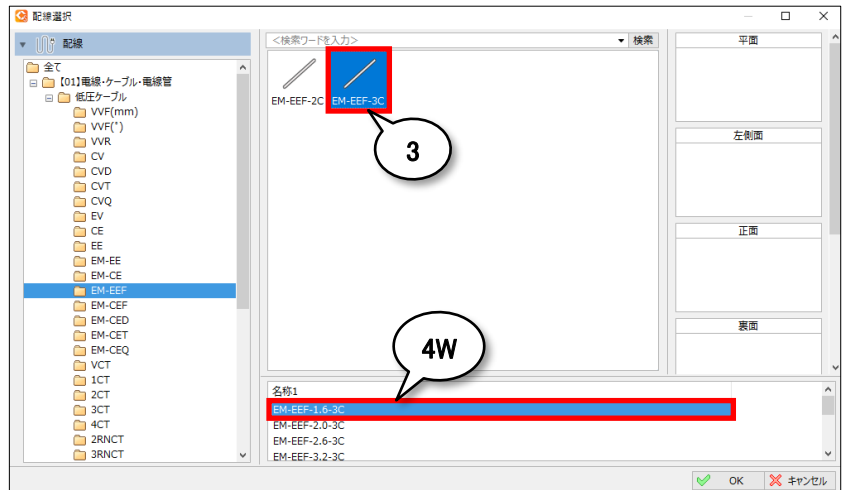 配線選択
配線
全て
【01】電線・ケーブル・電線管
低圧ケーブル
VVF(mm)
VVF(°)
VVR
CV
CVD
CVT
CVQ
EV
CE
EE
EM-EE
EM-CE
EM-EEF
EM-CEF
EM-CED
EM-CET
EM-CEQ
VCT
1CT
2CT
3CT
4CT
2RNCT
3RNCT
<検索ワードを入力>
検索
EM-EEF-2C
EM-EEF-3C
3
4W
名称1
EM-EEF-1.6-3C
EM-EEF-2.0-3C
EM-EEF-2.6-3C
EM-EEF-3.2-3C
平面
左側面
正面
裏面
OK
キャンセル